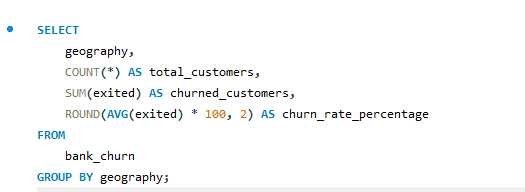 SELECT
    geography,
    COUNT(*) AS total_customers,
    SUM(exited) AS churned_customers,
    ROUND(AVG(exited) * 100, 2) AS churn_rate_percentage
FROM
    bank_churn
GROUP BY geography;